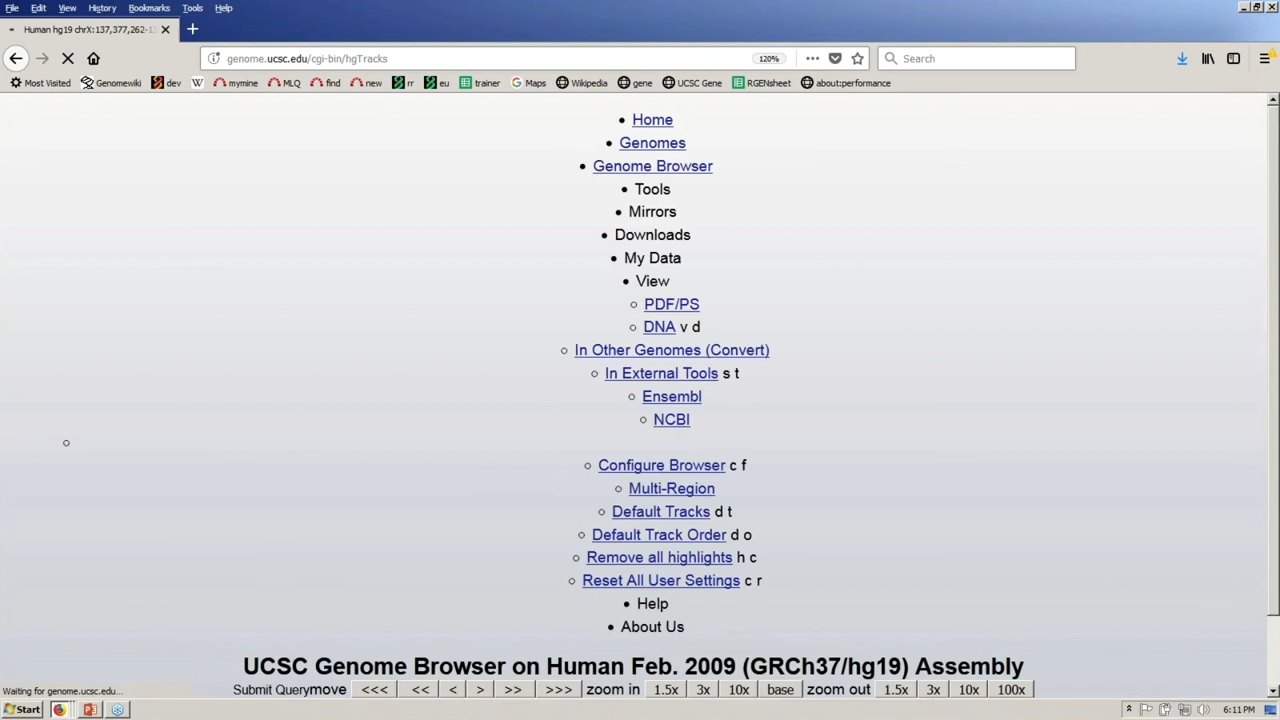 File Edit View History Bookmarks Tools Help
Human hg19 chrX:137,377,262-13
genome.ucsc.edu/cgi-bin/hgTracks 120% Search
Most Visited Genomewiki dev W mymine MLQ find new rr eu trainer Maps Wikipedia gene UCSC Gene RGENsheet about:performance
Home
Genomes
Genome Browser
Tools
Mirrors
Downloads
My Data
View
PDF/PS
DNA v d
In Other Genomes (Convert)
In External Tools s t
Ensembl
NCBI
Configure Browser c f
Multi-Region
Default Tracks d t
Default Track Order d o
Remove all highlights h c
Reset All User Settings c r
Help
About Us
UCSC Genome Browser on Human Feb. 2009 (GRCh37/hg19) Assembly
Submit Querymove <<< << < > >> >>> zoom in 1.5x 3x 10x base zoom out 1.5x 3x 10x 100x
Waiting for genome.ucsc.edu...
Start 6:11 PM